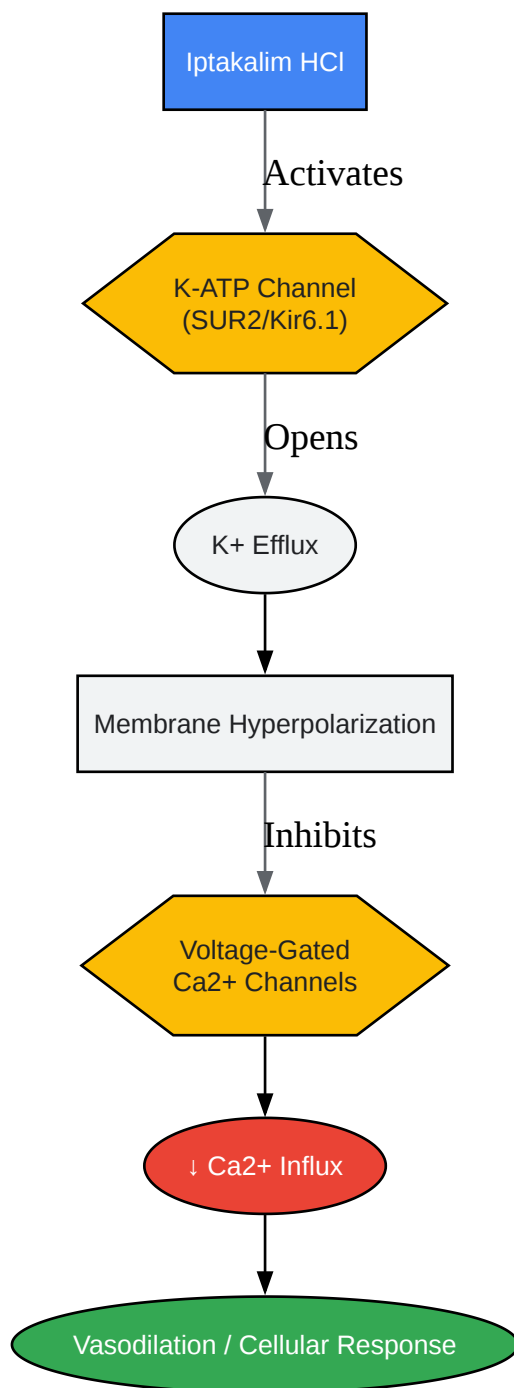 Iptakalim HCl
Activates
K-ATP Channel
(SUR2/Kir6.1)
Opens
K+ Efflux
Membrane Hyperpolarization
Inhibits
Voltage-Gated
Ca2+ Channels
↓ Ca2+ Influx
Vasodilation / Cellular Response